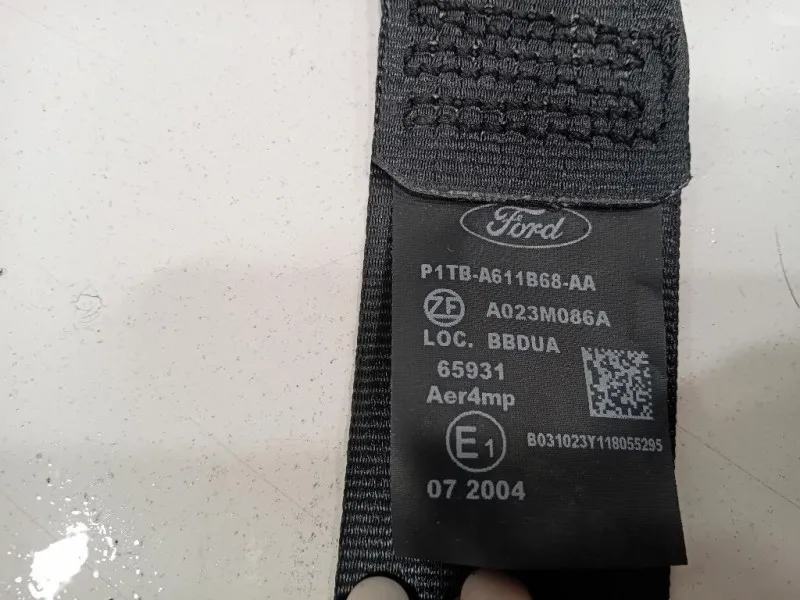 Ford
P1TB-A611B68-AA
ZF A023M086A
LOC. BBDUA
65931
Aer4mp
E1
B031023Y118055295
07 2004